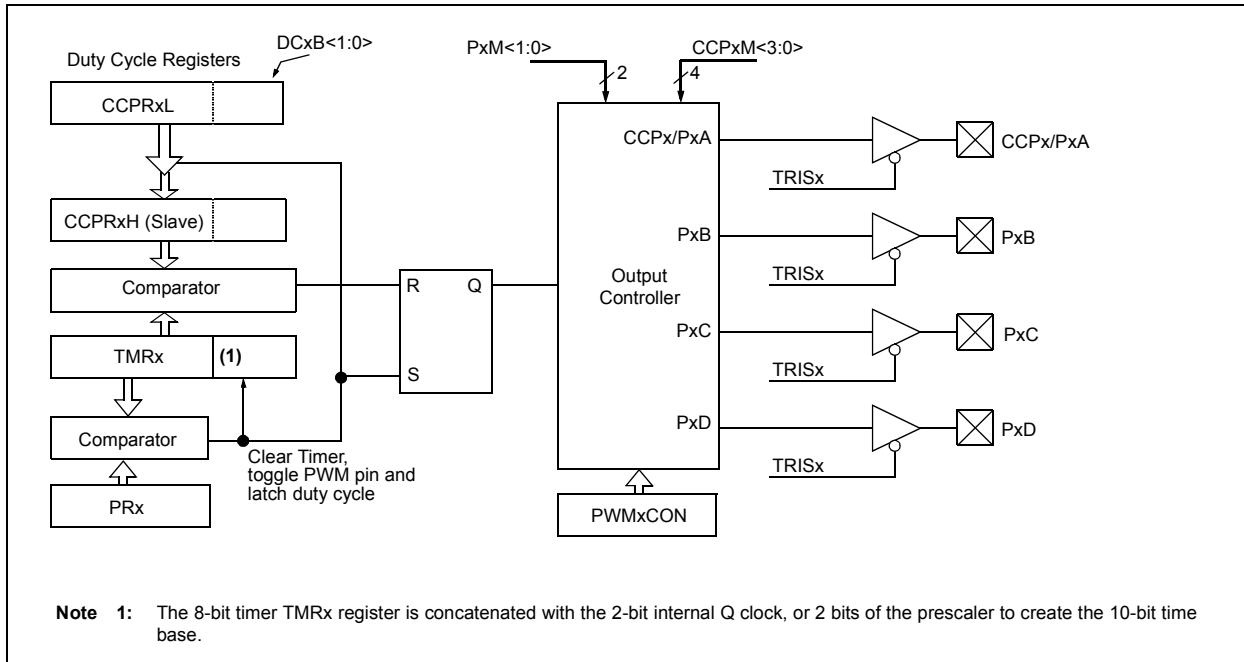 DCxB<1:0>
Duty Cycle Registers
CCPRxL
CCPRxH (Slave)
Comparator
TMRx
(1)
Comparator
PRx
Clear Timer,
toggle PWM pin and
latch duty cycle
R
Q
S
PxM<1:0>
2
CCPxM<3:0>
4
Output
Controller
CCPx/PxA
PxB
PxC
PxD
PWMxCON
TRISx
CCPx/PxA
TRISx
PxB
TRISx
PxC
TRISx
PxD
Note 1: The 8-bit timer TMRx register is concatenated with the 2-bit internal Q clock, or 2 bits of the prescaler to create the 10-bit time
base.